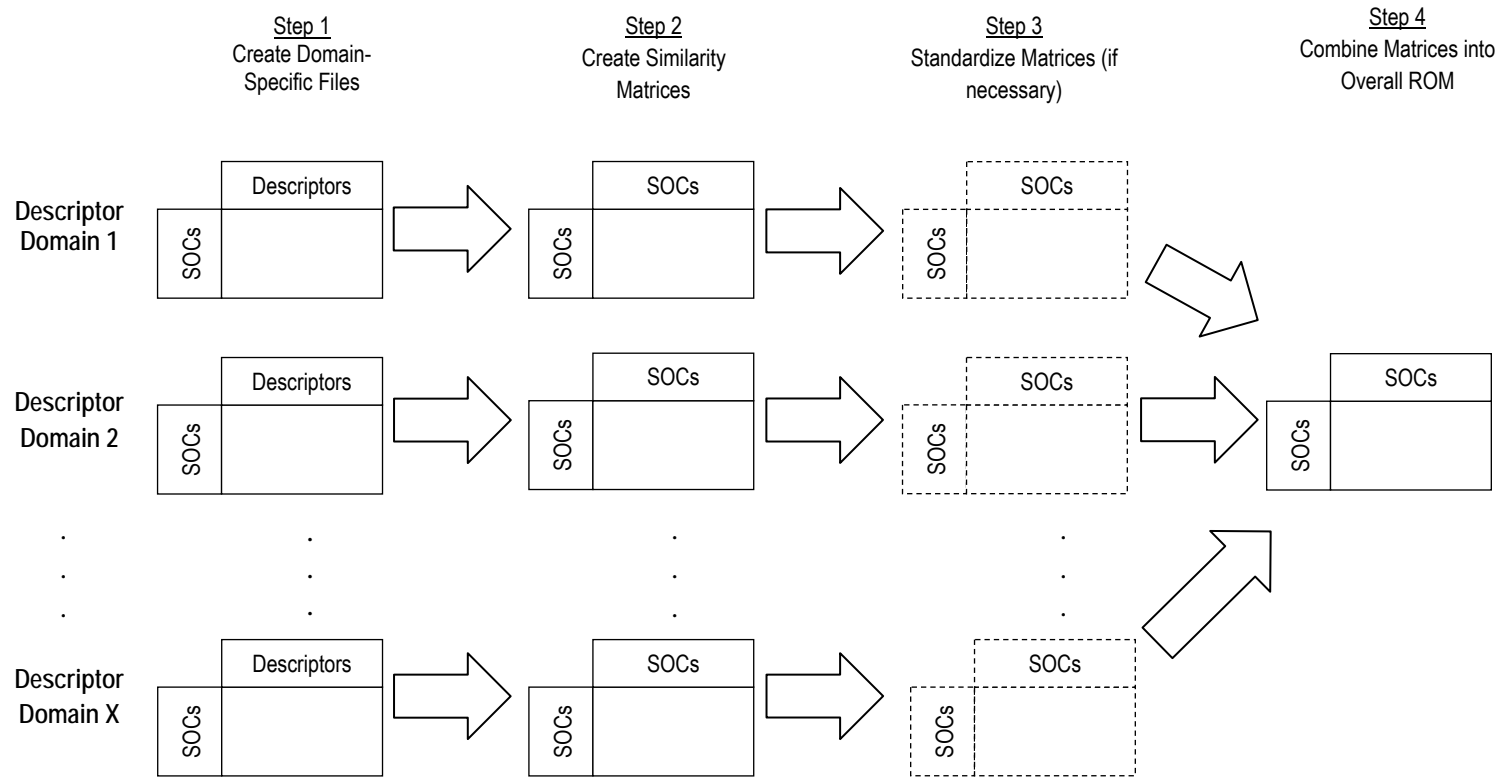 Step 1
Create Domain-
Specific Files
Step 2
Create Similarity
Matrices
Step 3
Standardize Matrices (if
necessary)
Step 4
Combine Matrices into
Overall ROM
Descriptor
Domain 1
Descriptors
SOCs
SOCs
SOCs
SOCs
SOCs
Descriptor
Domain 2
Descriptors
SOCs
SOCs
SOCs
SOCs
SOCs
SOCs
SOCs
. . . .
. . . .
. . . .
Descriptor
Domain X
Descriptors
SOCs
SOCs
SOCs
SOCs
SOCs